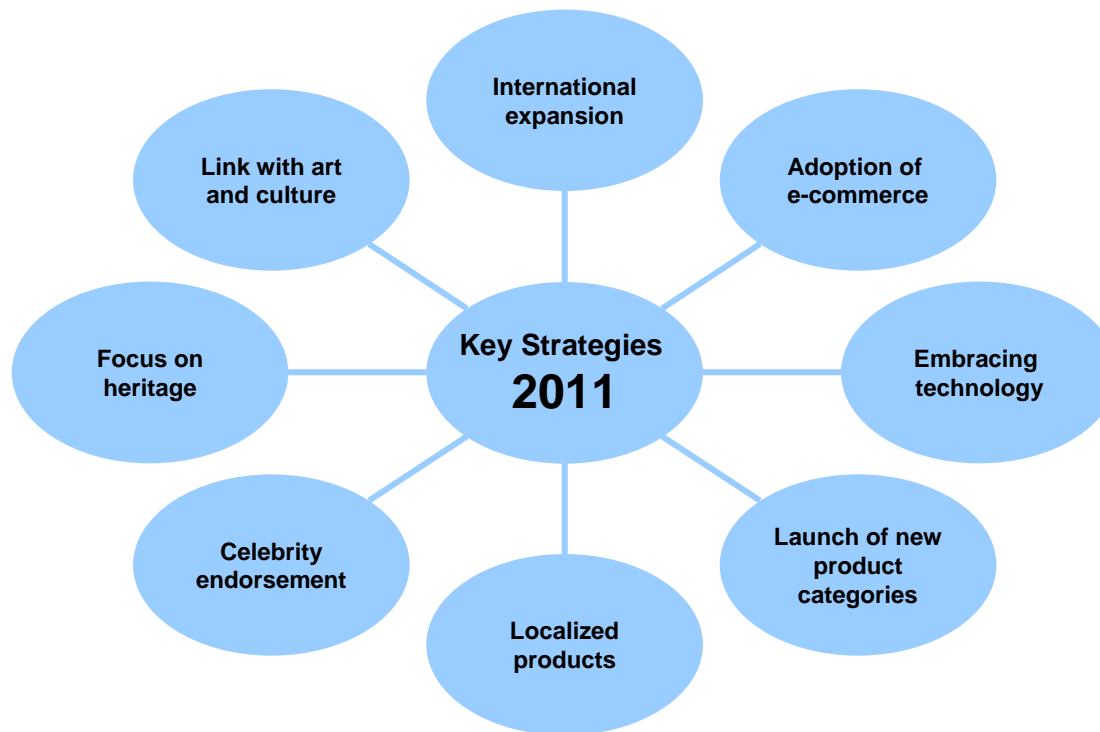 International
expansion
Link with art
and culture
Adoption of
e-commerce
Focus on
heritage
Key Strategies
2011
Embracing
technology
Celebrity
endorsement
Launch of new
product
categories
Localized
products